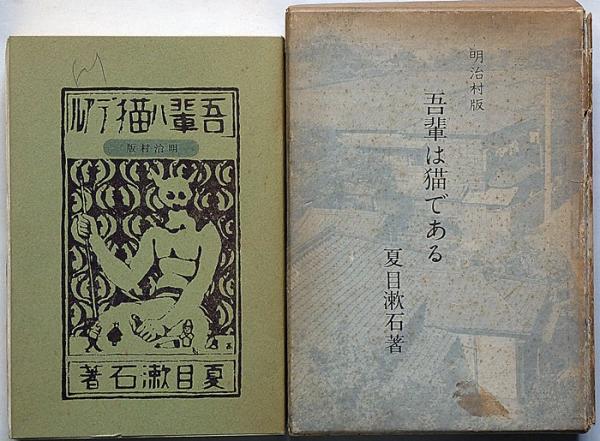 吾輩ハ猫デアル
明治村版
夏目漱石著
明治村版
吾輩は猫である
夏目漱石著